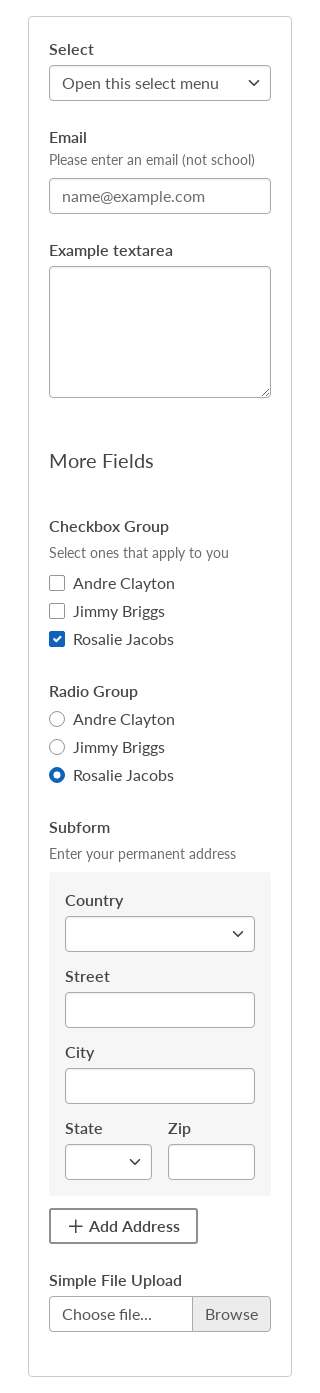 Select
Open this select menu
Email
Please enter an email (not school)
name@example.com
Example textarea
More Fields
Checkbox Group
Select ones that apply to you
Andre Clayton
Jimmy Briggs
Rosalie Jacobs
Radio Group
Andre Clayton
Jimmy Briggs
Rosalie Jacobs
Subform
Enter your permanent address
Country
Street
City
State Zip
Add Address
Simple File Upload
Choose file... Browse